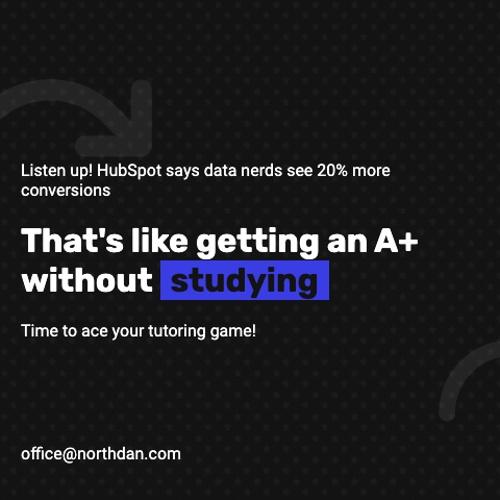 Listen up! HubSpot says data nerds see 20% more
conversions
That's like getting an A+
without studying
Time to ace your tutoring game!
office@northdan.com